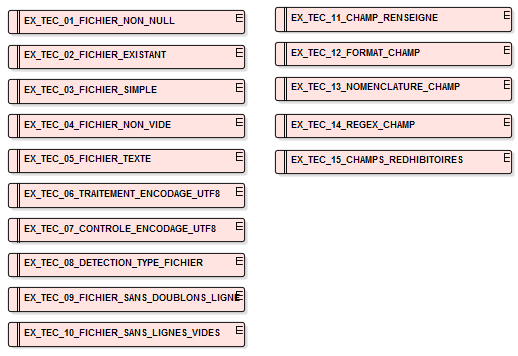 EX_TEC_01_FICHIER_NON_NULL
EX_TEC_02_FICHIER_EXISTANT
EX_TEC_03_FICHIER_SIMPLE
EX_TEC_04_FICHIER_NON_VIDE
EX_TEC_05_FICHIER_TEXTE
EX_TEC_06_TRAITEMENT_ENCODAGE_UTF8
EX_TEC_07_CONTROLE_ENCODAGE_UTF8
EX_TEC_08_DETECTION_TYPE_FICHIER
EX_TEC_09_FICHIER_SANS_DOUBLONS_LIGNE
EX_TEC_10_FICHIER_SANS_LIGNES_VIDES
EX_TEC_11_CHAMP_RENSEIGNE
EX_TEC_12_FORMAT_CHAMP
EX_TEC_13_NOMENCLATURE_CHAMP
EX_TEC_14_REGEX_CHAMP
EX_TEC_15_CHAMPS_REDHIBITOIRES